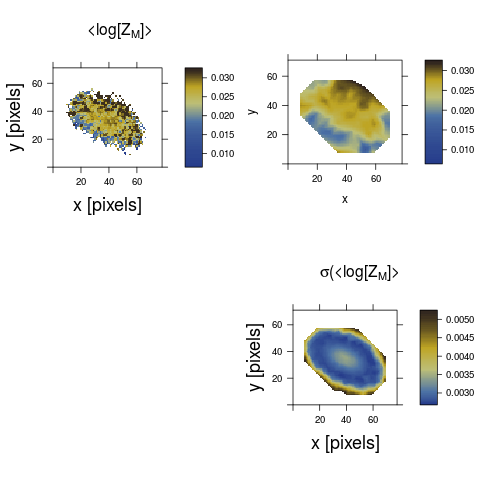 <log[Z_M]>
60
40
20
20 40 60
x [pixels]
y [pixels]
0.030
0.025
0.020
0.015
0.010
60
40
20
20 40 60
x
y
0.030
0.025
0.020
0.015
0.010
σ(<log[Z_M]>
60
40
20
20 40 60
x [pixels]
y [pixels]
0.0050
0.0045
0.0040
0.0035
0.0030